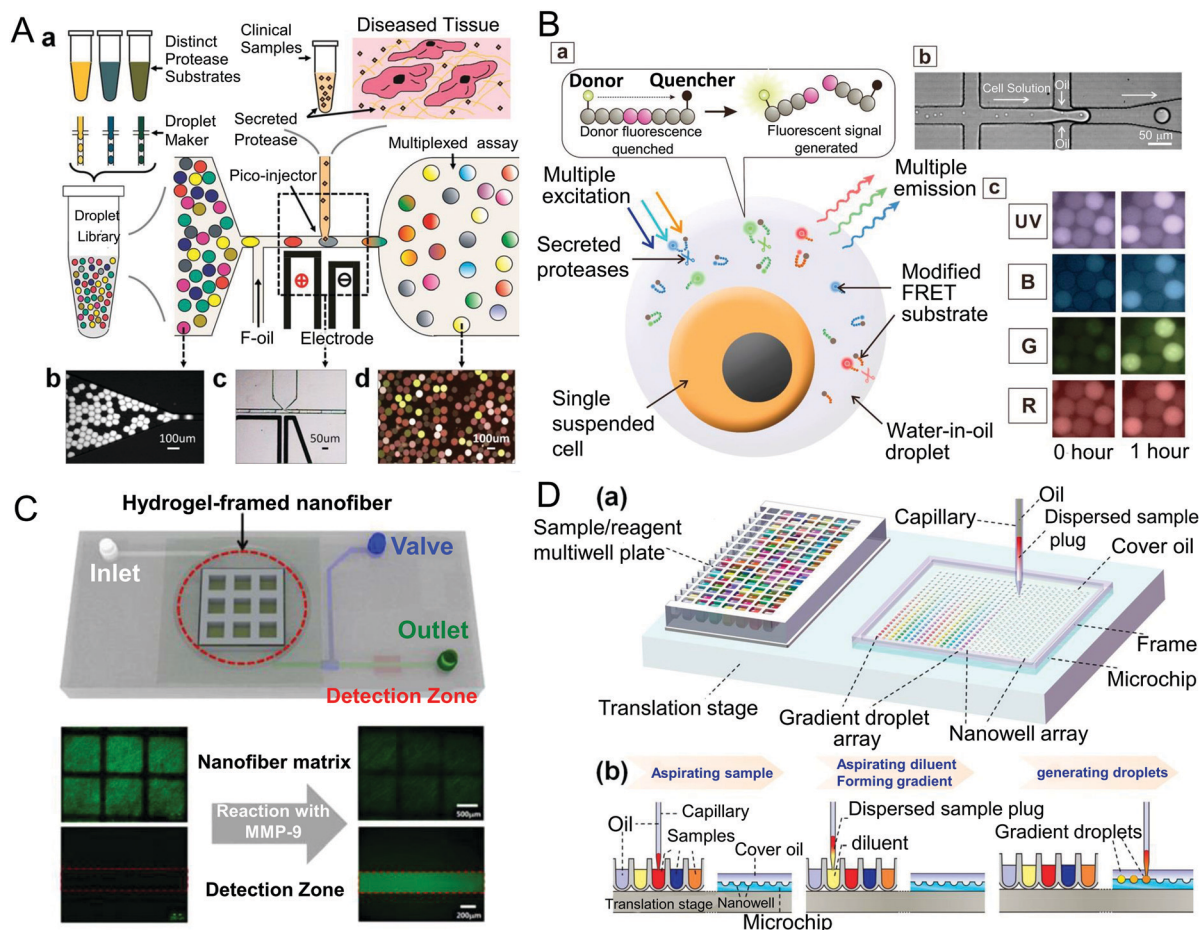 A
a
Distinct
Protease
Substrates
Droplet
Maker
Droplet
Library
Clinical
Samples
Diseased Tissue
Secreted
Protease
Pico-injector
Multiplexed assay
F-oil
Electrode
b
100um
c
50um
d
100um
B
a
Donor
Quencher
Donor fluorescence
quenched
Fluorescent signal
generated
b
Cell Solution
Oil
Oil
50 μm
Multiple
excitation
Multiple
emission
Secreted
proteases
Modified
FRET
substrate
Single
suspended
cell
Water-in-oil
droplet
c
UV
B
G
R
0 hour
1 hour
C
Hydrogel-framed nanofiber
Inlet
Valve
Outlet
Detection Zone
Nanofiber matrix
Reaction with
MMP-9
Detection Zone
500μm
200μm
D
(a)
Sample/reagent
multiwell plate
Capillary
Oil
Dispersed sample
plug
Cover oil
Frame
Microchip
Translation stage
Gradient droplet
array
Nanowell array
(b)
Aspirating sample
Aspirating diluent
Forming gradient
generating droplets
Oil
Capillary
Samples
Cover oil
Translation stage
Nanowell
Microchip
Dispersed sample plug
diluent
Gradient droplets